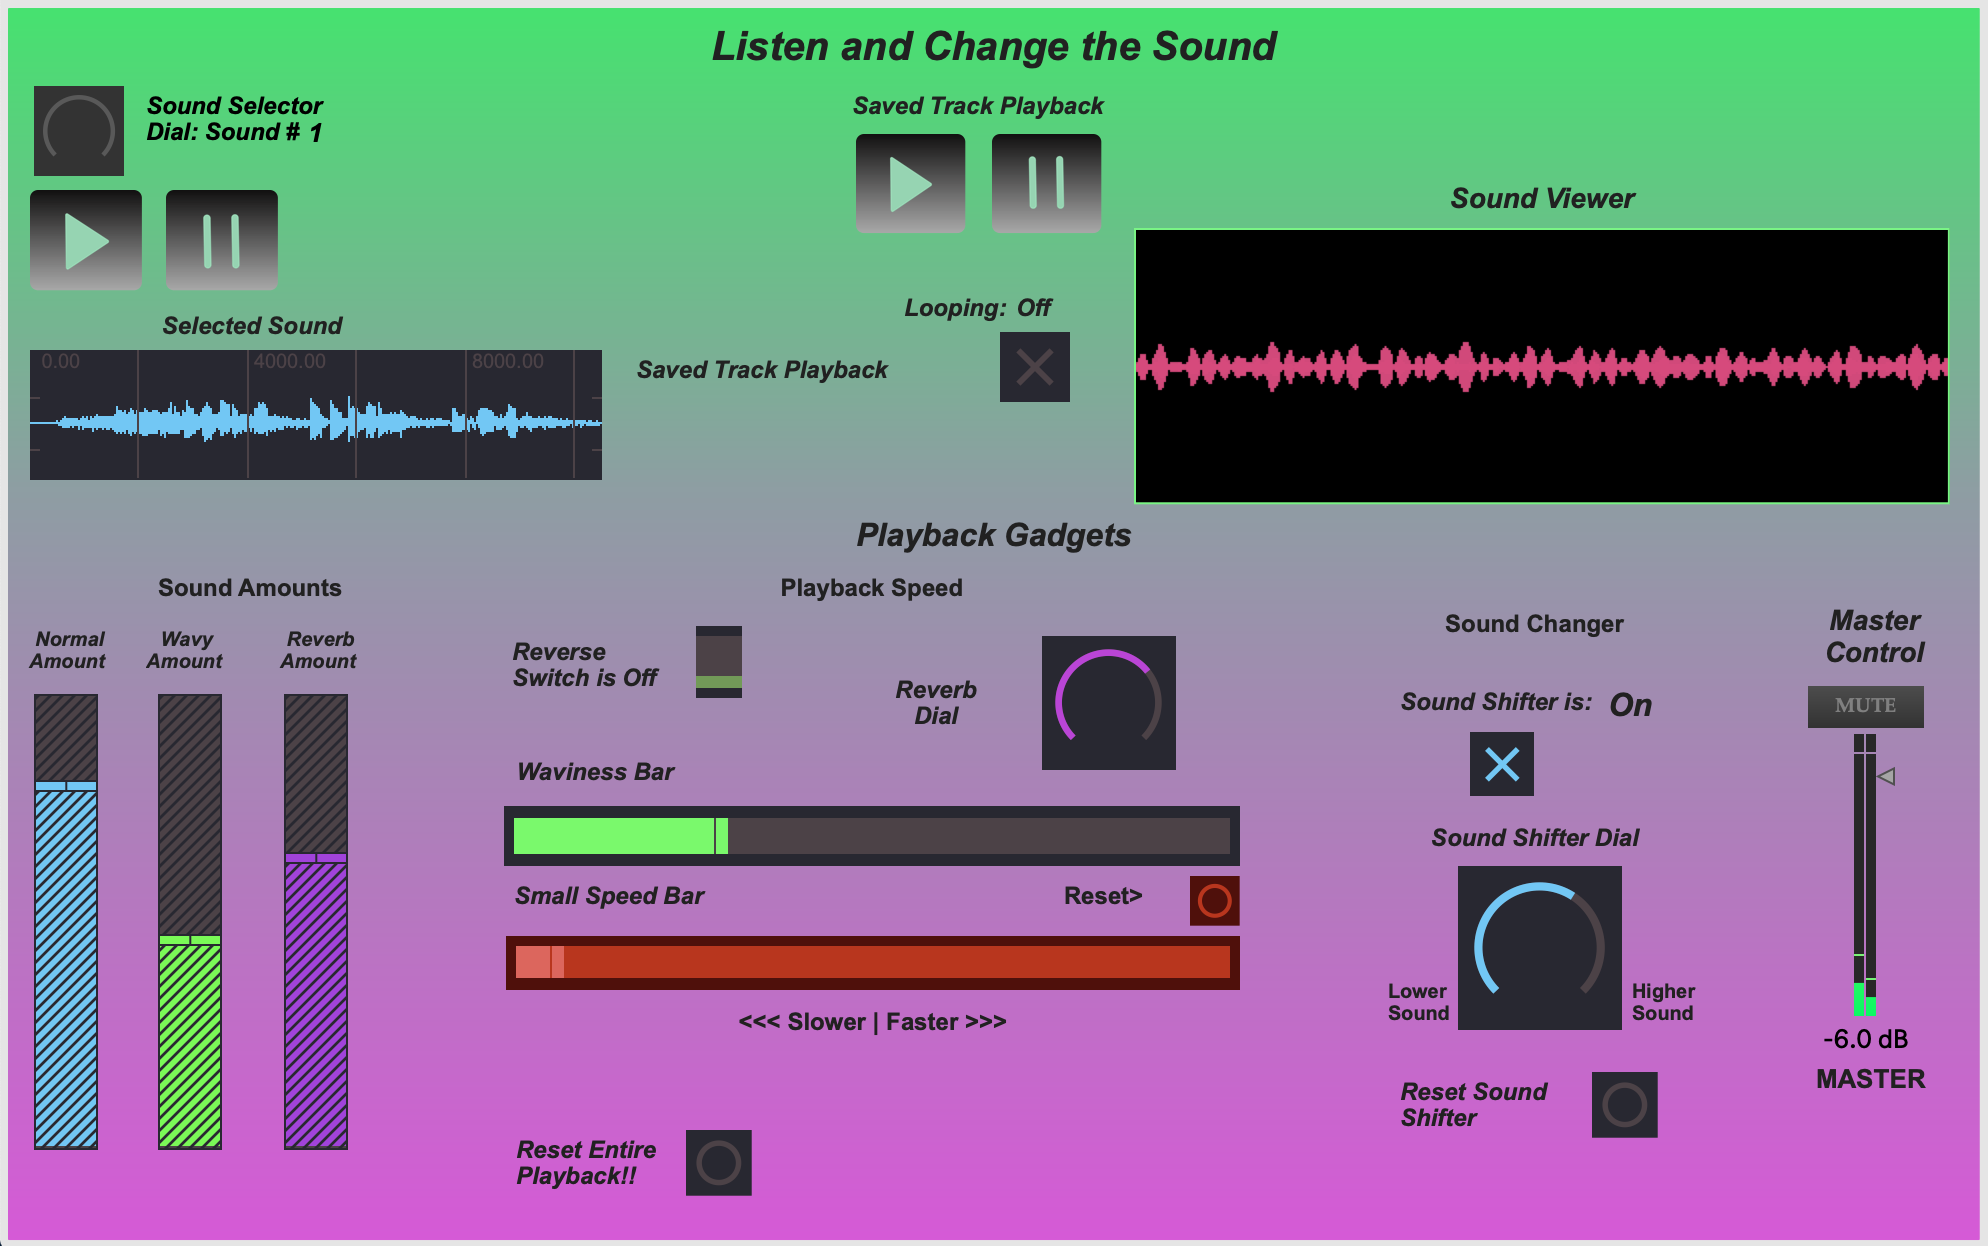 Listen and Change the Sound
Sound Selector
Dial: Sound # 1
Saved Track Playback
Sound Viewer
Looping: Off
Selected Sound
0.00 4000.00 8000.00
Saved Track Playback
Playback Gadgets
Sound Amounts
Normal
Amount
Wavy
Amount
Reverb
Amount
Playback Speed
Reverse
Switch is Off
Reverb
Dial
Waviness Bar
Small Speed Bar
Reset>
<<< Slower | Faster >>>
Reset Entire
Playback!!
Sound Changer
Sound Shifter is: On
Sound Shifter Dial
Lower
Sound
Higher
Sound
Reset Sound
Shifter
Master
Control
MUTE
-6.0 dB
MASTER